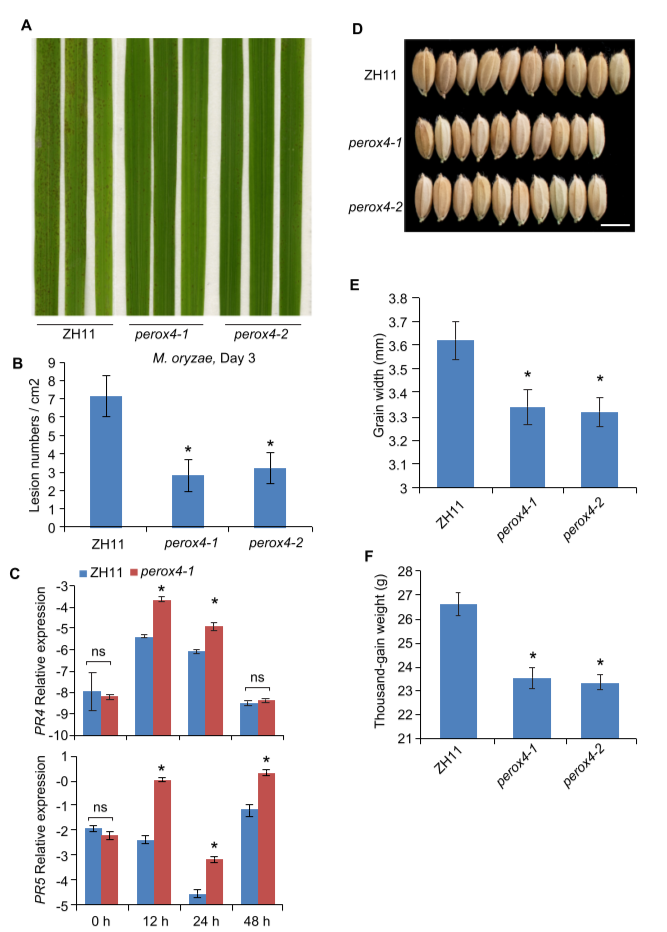 A
ZH11
perox4-1
perox4-2
M. oryzae, Day 3
B
Lesion numbers / cm2
9
8
7
6
5
4
3
2
1
0
*
*
ZH11
perox4-1
perox4-2
C
ZH11
perox4-1
PR4 Relative expression
-3
-4
-5
-6
-7
-8
-9
-10
ns
*
*
ns
PR5 Relative expression
1
-0
-1
-2
-3
-4
-5
ns
*
*
*
0 h
12 h
24 h
48 h
D
ZH11
perox4-1
perox4-2
E
Grain width (mm)
3.8
3.7
3.6
3.5
3.4
3.3
3.2
3.1
3
*
*
ZH11
perox4-1
perox4-2
F
Thousand-gain weight (g)
28
27
26
25
24
23
22
21
*
*
ZH11
perox4-1
perox4-2